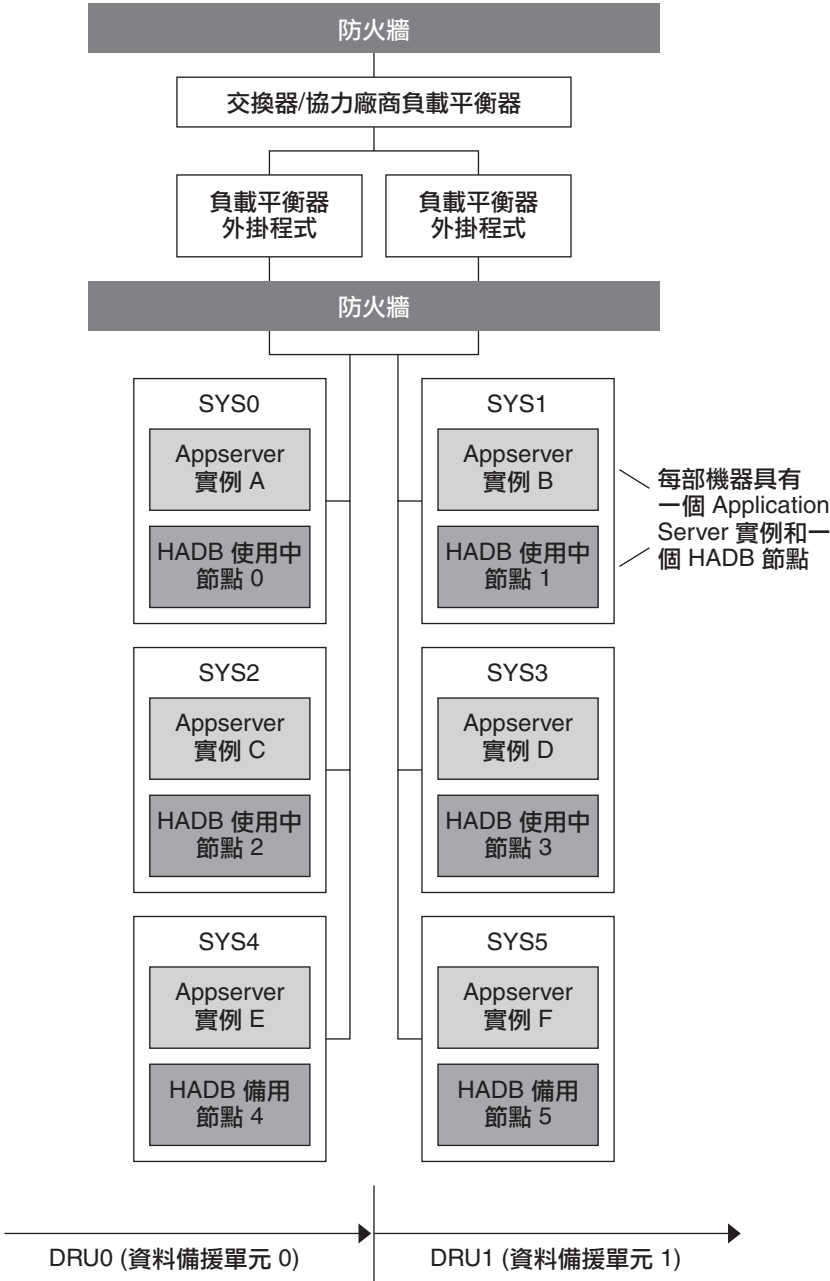 防火牆
交換器/協力廠商負載平衡器
負載平衡器
外掛程式
負載平衡器
外掛程式
防火牆
SYS0
Appserver
實例 A
HADB 使用中
節點 0
SYS1
Appserver
實例 B
HADB 使用中
節點 1
每部機器具有
一個 Application
Server 實例和一
個 HADB 節點
SYS2
Appserver
實例 C
HADB 使用中
節點 2
SYS3
Appserver
實例 D
HADB 使用中
節點 3
SYS4
Appserver
實例 E
HADB 備用
節點 4
SYS5
Appserver
實例 F
HADB 備用
節點 5
DRU0 (資料備援單元 0)
DRU1 (資料備援單元 1)